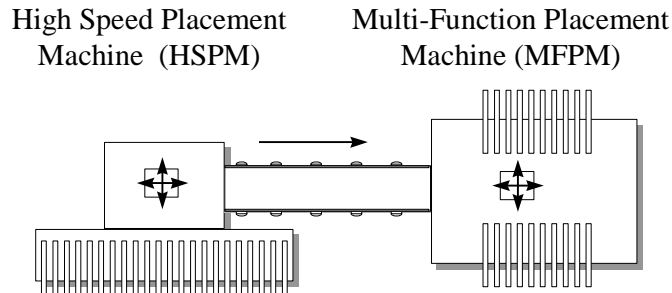 High Speed Placement
Machine (HSPM)
Multi-Function Placement
Machine (MFPM)